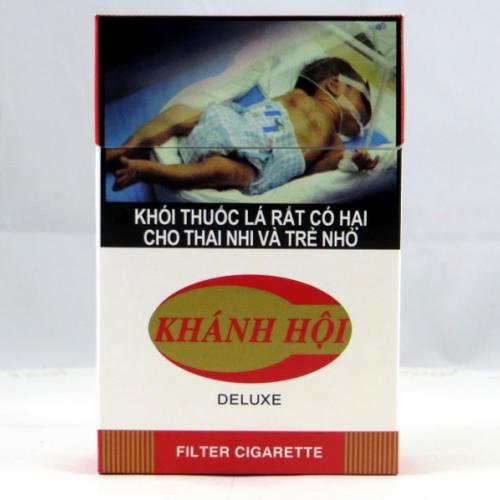 KHÓI THUỐC LÁ RẤT CÓ HẠI
CHO THAI NHI VÀ TRẺ NHỎ
KHÁNH HỘI
DELUXE
FILTER CIGARETTE